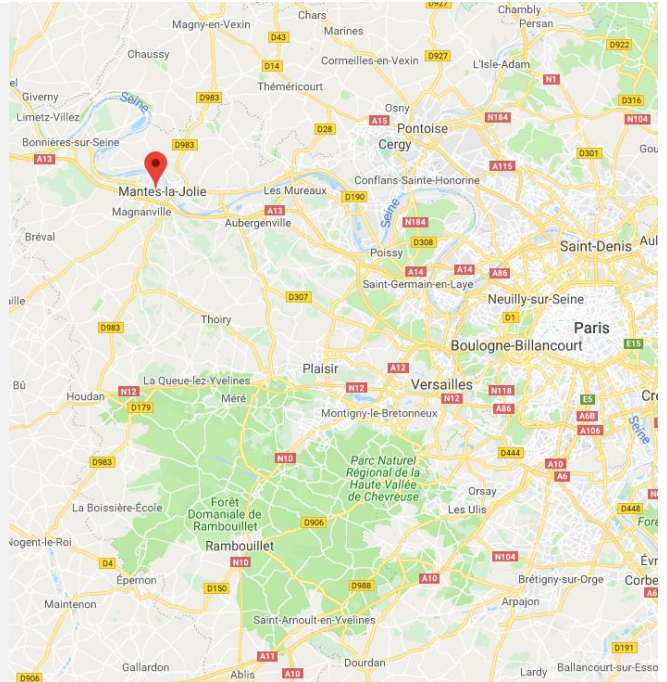 Chambly
D927
Magny-en-Vexin
Chars
Persan
D43
Marines
D922
Chaussy
Cormeilles-en-Vexin
D927
L'Isle-Adam
D14
N1
Giverny
Seine
D983
Théméricourt
D316
Osny
Limetz-Villez
A15
N184
N104
Pontoise
D28
Bonnières-sur-Seine
D983
Cergy
D301
A13
A115
Mantes-la-Jolie
Les Mureaux
Conflans-Sainte-Honorine
D190
Magnanville
A13
Seine
Aubergenville
N184
Bréval
D308
Saint-Denis
Poissy
A14
A14
A86
Saint-Germain-en-Laye
D307
Neuilly-sur-Seine
Thoiry
D1
D983
Paris
Boulogne-Billancourt
E15
Plaisir
A12
Bû
La Queue-lez-Yvelines
Versailles
N12
N12
N118
Houdan
Méré
N12
E5
D179
A86
Montigny-le-Bretonneux
A6B
Seine
A106
D444
N10
Parc Naturel
Régional de la
Haute Vallée
de Chevreuse
D983
A10
A6
Orsay
Forêt
Domaniale de
Rambouillet
La Boissière-École
Les Ulis
D448
D906
Rambouillet
N10
N104
D4
Épernon
A10
Brétigny-sur-Orge
D150
D988
A6
Maintenon
Arpajon
Saint-Arnoult-en-Yvelines
D191
A11
Gallardon
Dourdan
Ablis
A10
Lardy
D906